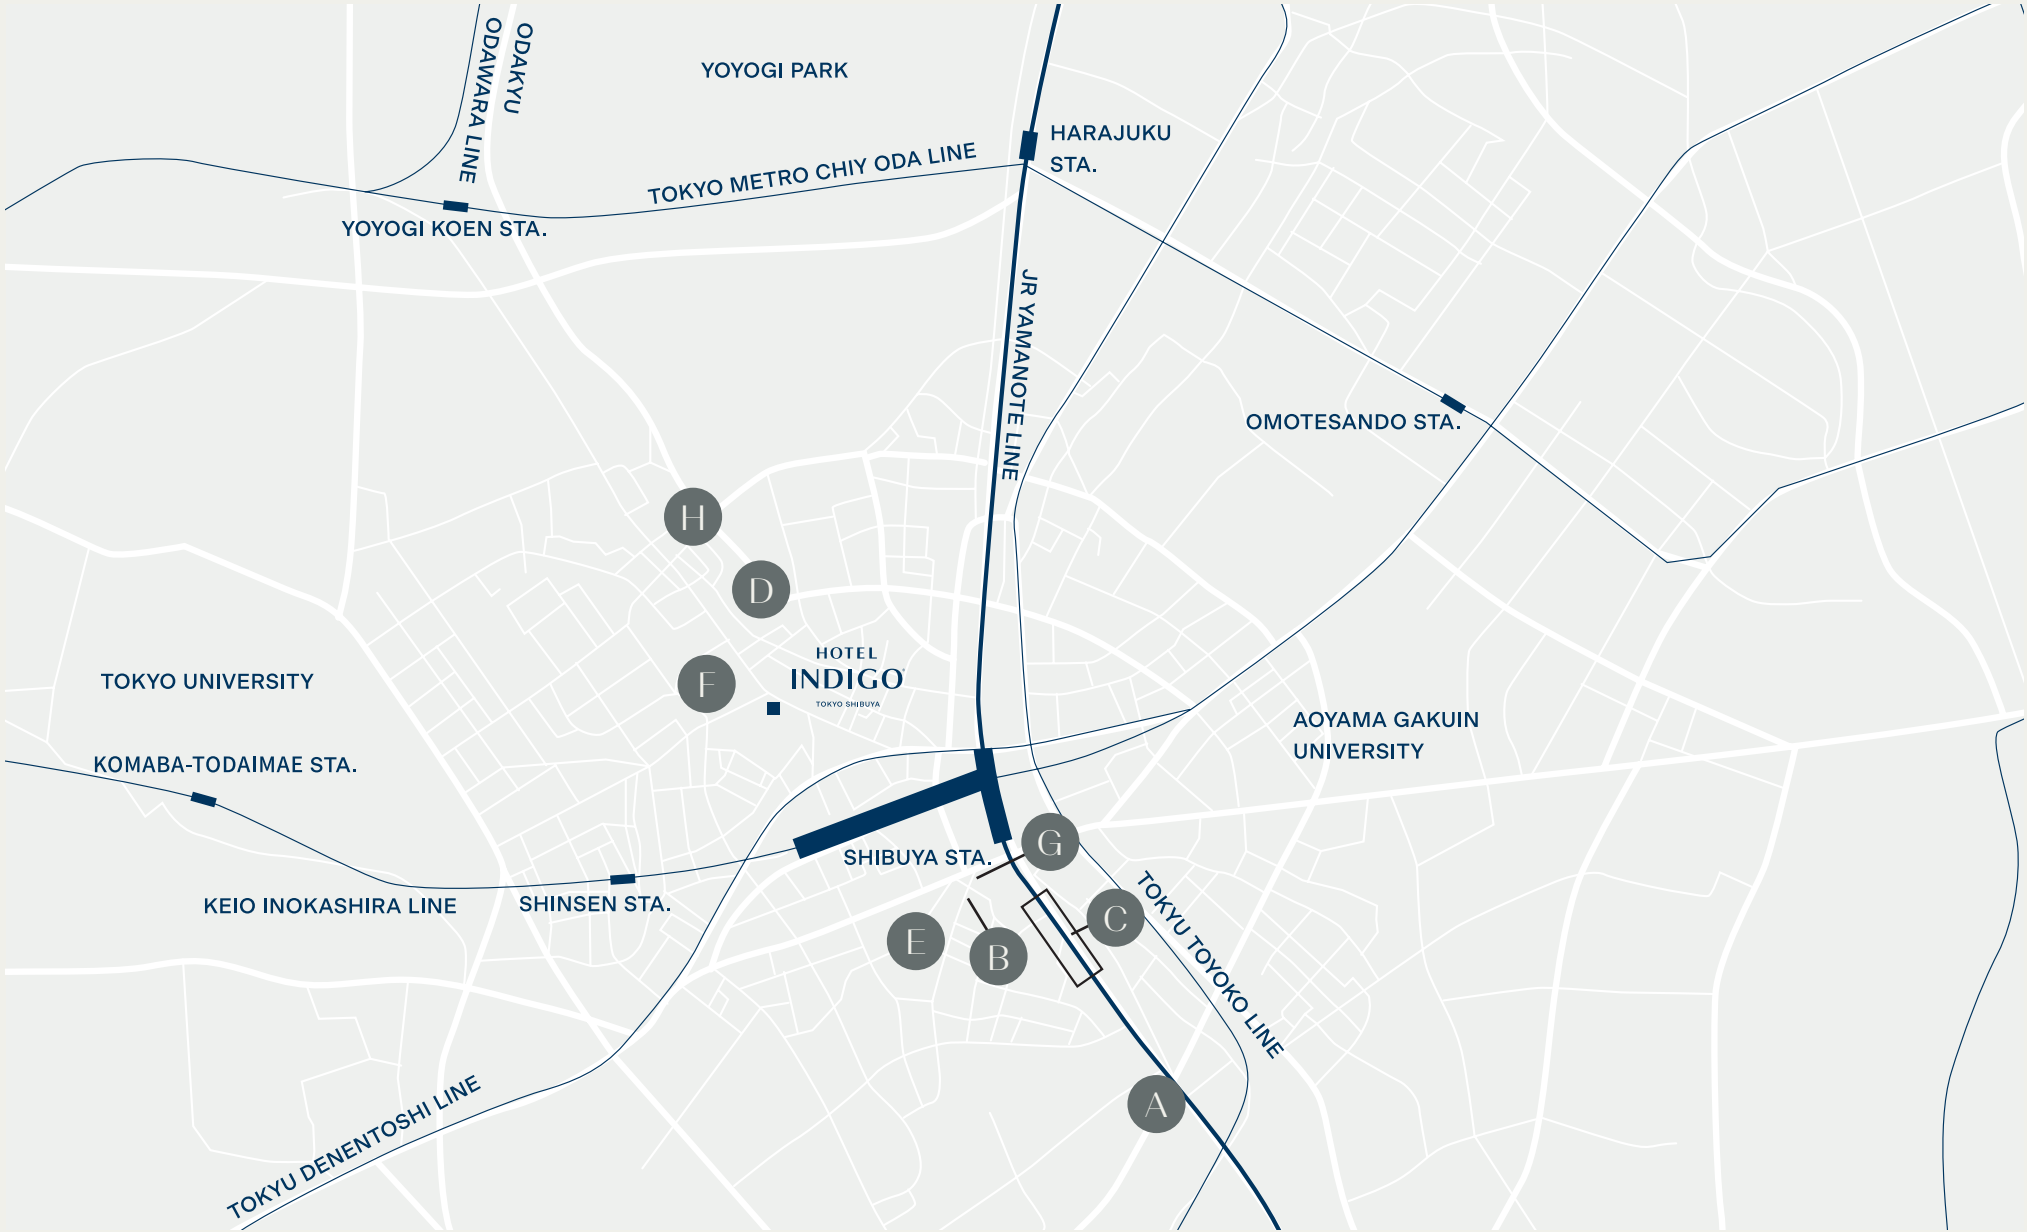 ODAKYU
ODAWARA LINE
YOYOGI PARK
HARAJUKU
STA.
TOKYO METRO CHIY ODA LINE
YOYOGI KOEN STA.
JR YAMANOTE LINE
OMOTESANDO STA.
H
D
HOTEL
INDIGO
TOKYO SHIBUYA
F
TOKYO UNIVERSITY
AOYAMA GAKUIN
UNIVERSITY
KOMABA-TODAIMAE STA.
G
SHIBUYA STA.
KEIO INOKASHIRA LINE
SHINSEN STA.
C
E
B
TOKYU TOYOKO LINE
A
TOKYU DENENTOSHI LINE